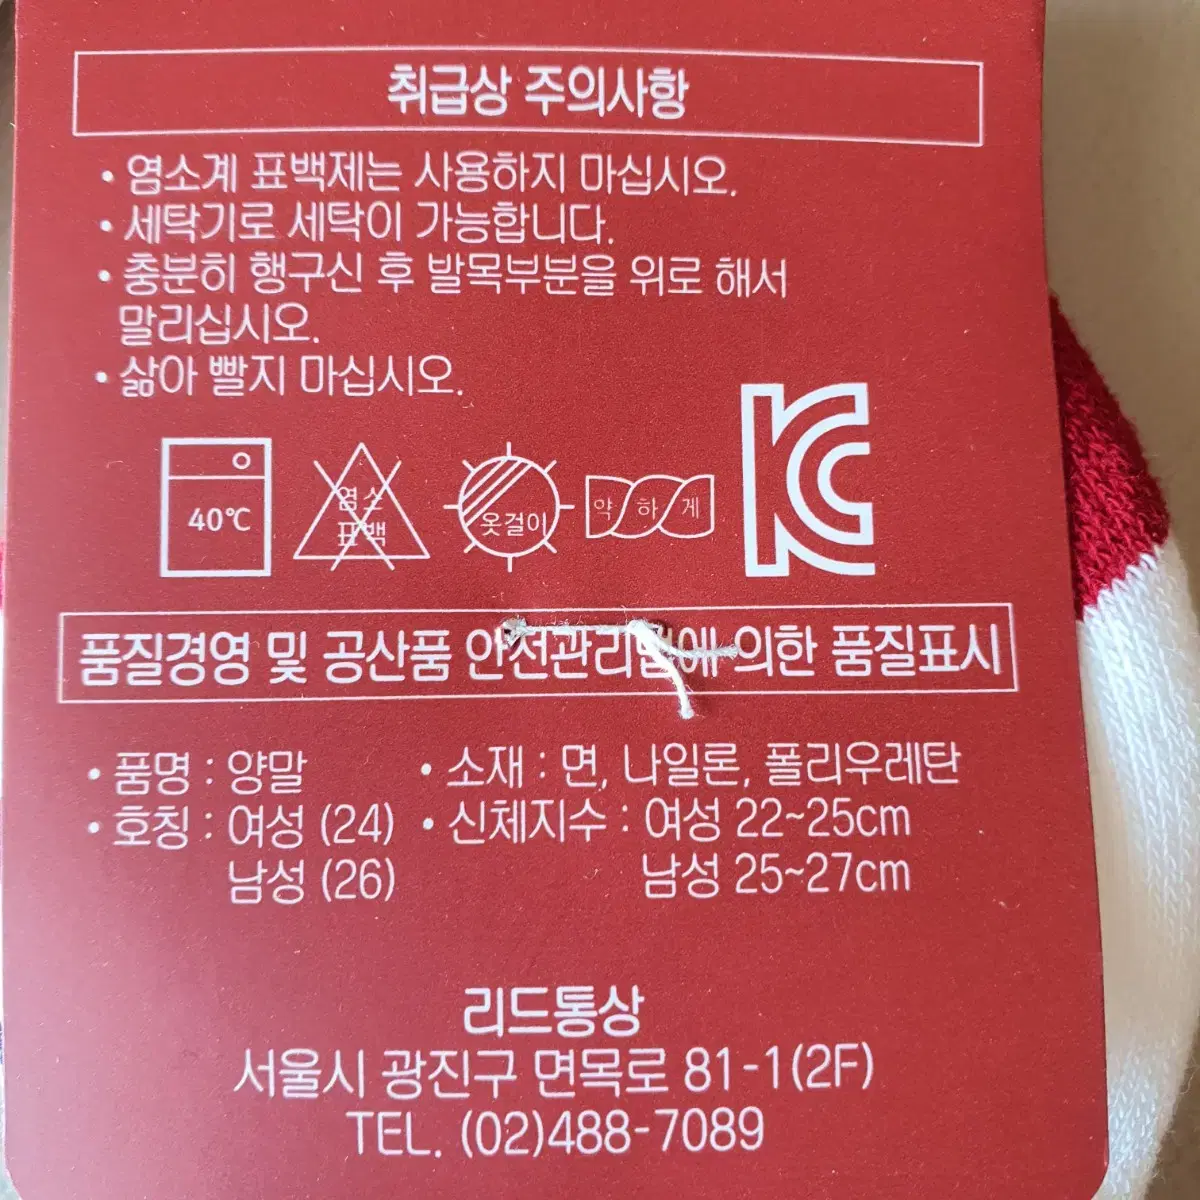 취급상 주의사항
• 염소계 표백제는 사용하지 마십시오.
• 세탁기로 세탁이 가능합니다.
• 충분히 행구신 후 발목부분을 위로 해서
말리십시오.
• 삶아 빨지 마십시오.
40℃
염소
표백
옷걸이
약하게
품질경영 및 공산품 안전관리법에 의한 품질표시
• 품명 : 양말 • 소재 : 면, 나일론, 폴리우레탄
• 호칭 : 여성 (24) • 신체지수 : 여성 22~25cm
남성 (26) 남성 25~27cm
리드통상
서울시 광진구 면목로 81-1(2F)
TEL. (02)488-7089